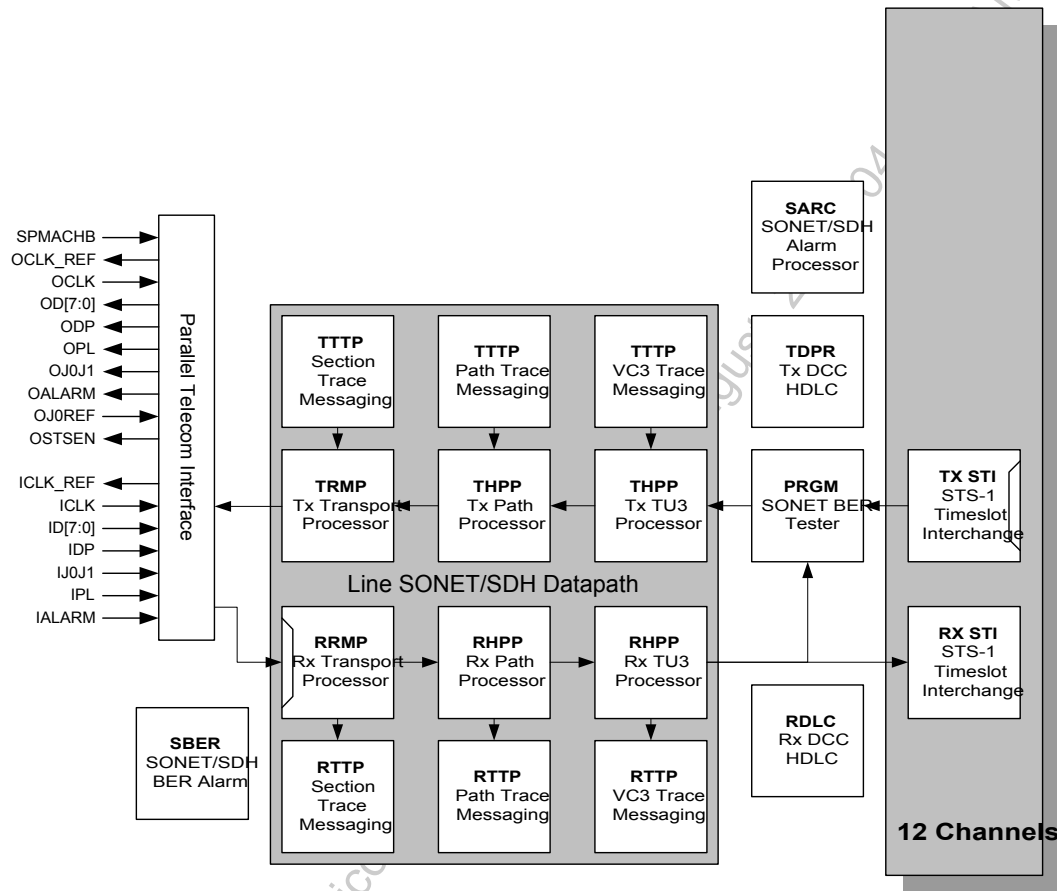 SARC
SONET/SDH
Alarm
Processor
SPMACHB
OCLK_REF
OCLK
OD[7:0]
ODP
OPL
OJ0J1
OALARM
OJ0REF
OSTSEN
ICLK_REF
ICLK
ID[7:0]
IDP
IJ0J1
IPL
IALARM
Parallel Telecom Interface
TTTP
Section
Trace
Messaging
TTTP
Path Trace
Messaging
TTTP
VC3 Trace
Messaging
TDPR
Tx DCC
HDLC
TRMP
Tx Transport
Processor
THPP
Tx Path
Processor
THPP
Tx TU3
Processor
PRGM
SONET BER
Tester
TX STI
STS-1
Timeslot
Interchange
Line SONET/SDH Datapath
RRMP
Rx Transport
Processor
RHPP
Rx Path
Processor
RHPP
Rx TU3
Processor
RX STI
STS-1
Timeslot
Interchange
SBER
SONET/SDH
BER Alarm
RTTP
Section
Trace
Messaging
RTTP
Path Trace
Messaging
RTTP
VC3 Trace
Messaging
RDLC
Rx DCC
HDLC
12 Channels